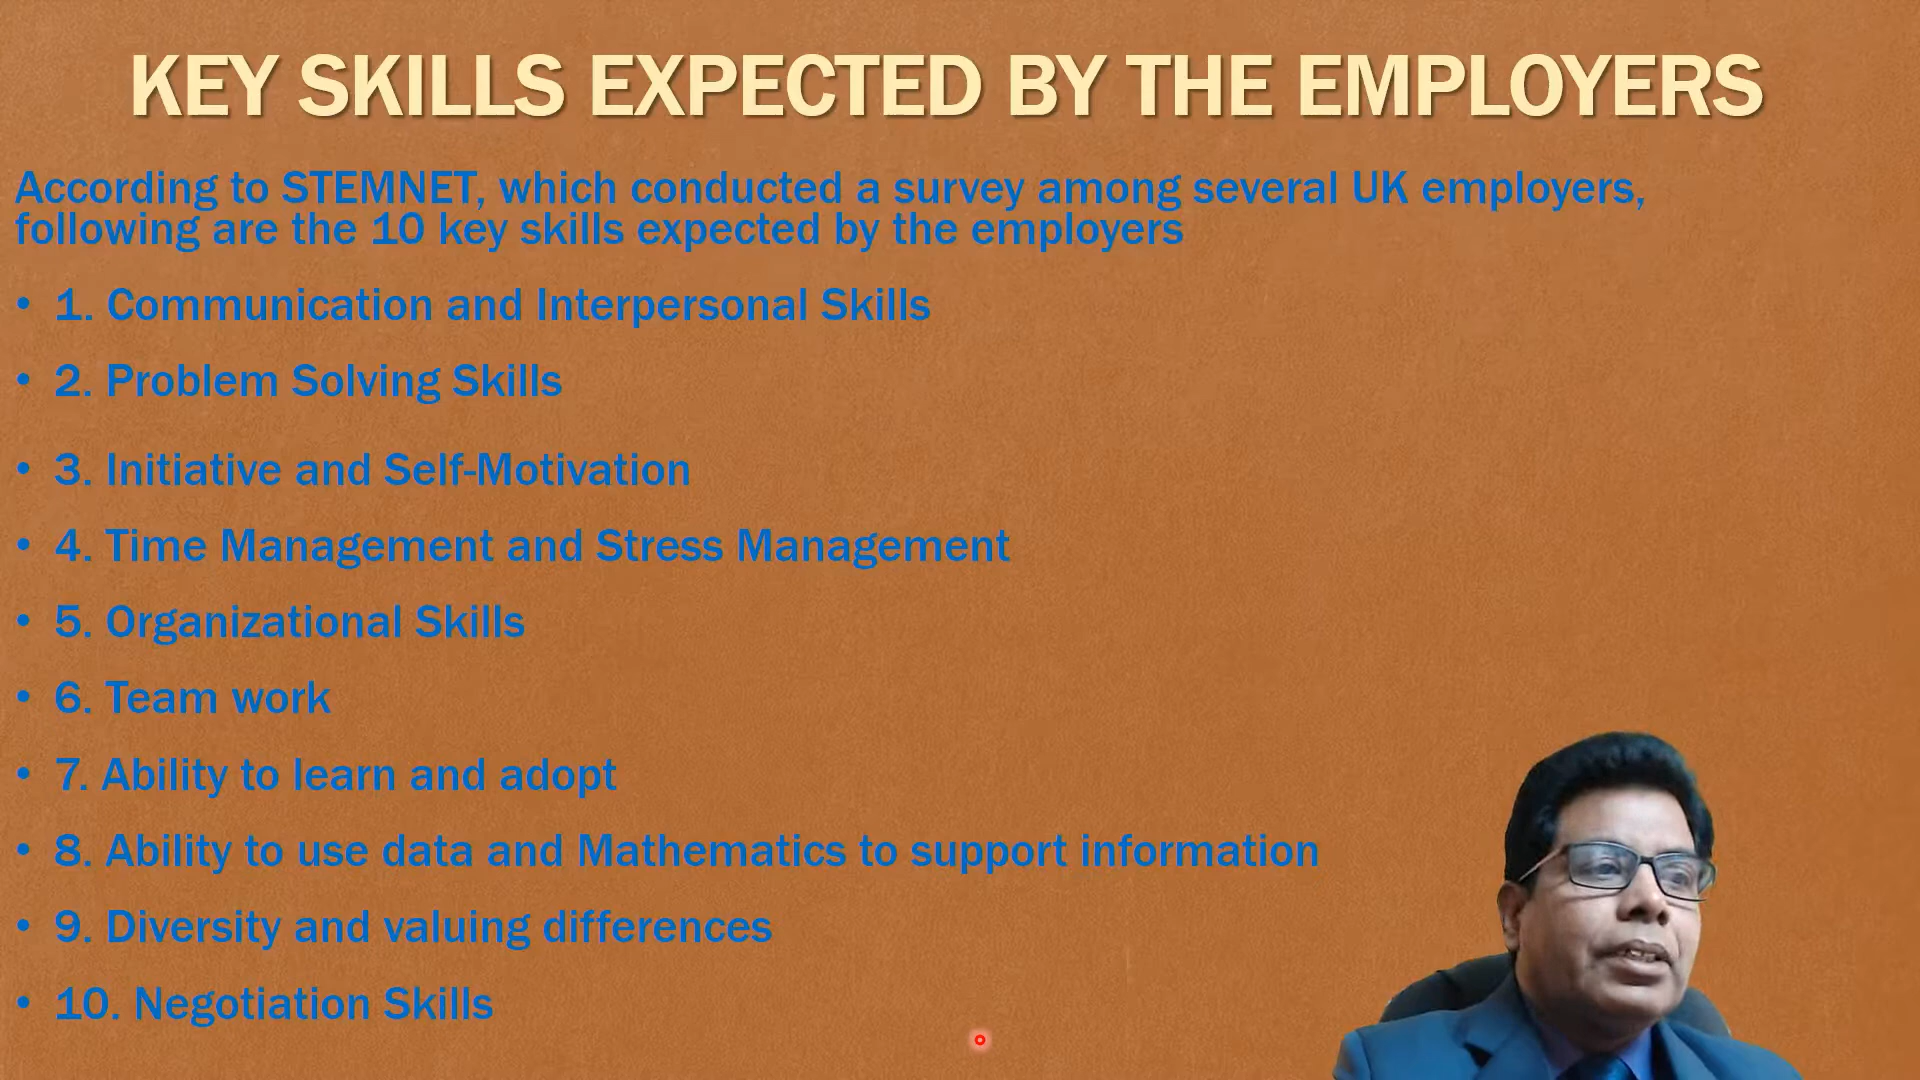 KEY SKILLS EXPECTED BY THE EMPLOYERS
According to STEMNET, which conducted a survey among several UK employers,
following are the 10 key skills expected by the employers
• 1. Communication and Interpersonal Skills
• 2. Problem Solving Skills
• 3. Initiative and Self-Motivation
• 4. Time Management and Stress Management
• 5. Organizational Skills
• 6. Team work
• 7. Ability to learn and adopt
• 8. Ability to use data and Mathematics to support information
• 9. Diversity and valuing differences
• 10. Negotiation Skills